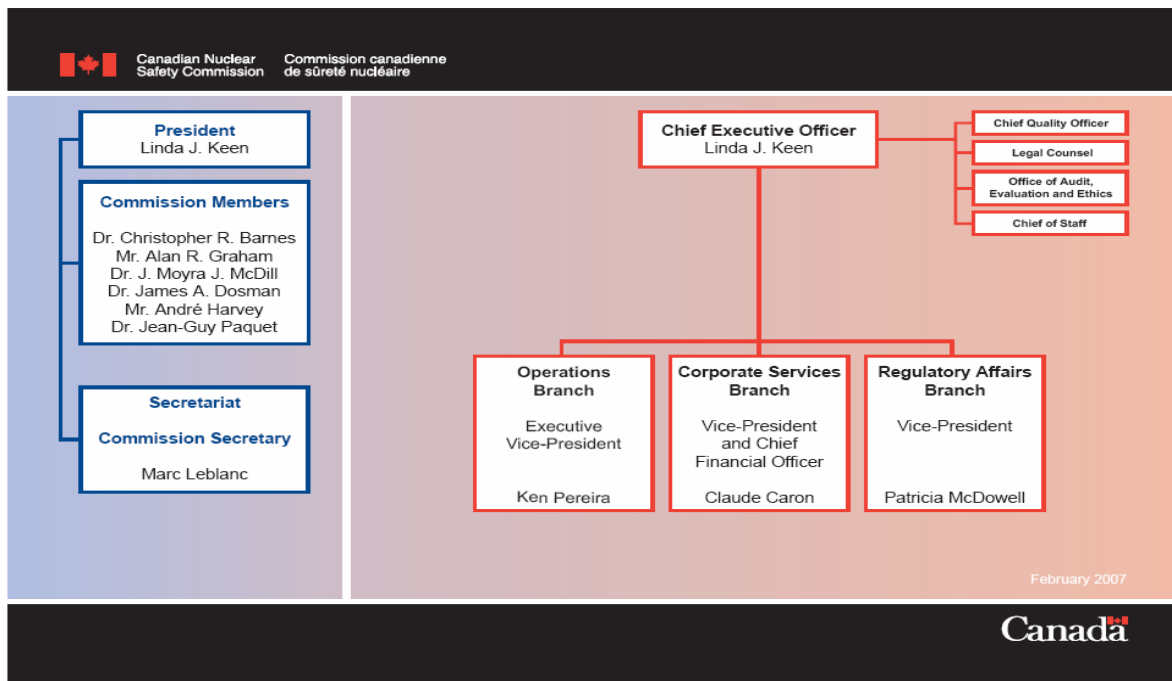 Canadian Nuclear
Safety Commission
Commission canadienne
de sûreté nucléaire
President
Linda J. Keen
Commission Members
Dr. Christopher R. Barnes
Mr. Alan R. Graham
Dr. J. Moyra J. McDill
Dr. James A. Dosman
Mr. André Harvey
Dr. Jean-Guy Paquet
Secretariat
Commission Secretary
Marc Leblanc
Chief Executive Officer
Linda J. Keen
Chief Quality Officer
Legal Counsel
Office of Audit,
Evaluation and Ethics
Chief of Staff
Operations
Branch
Executive
Vice-President
Ken Pereira
Corporate Services
Branch
Vice-President
and Chief
Financial Officer
Claude Caron
Regulatory Affairs
Branch
Vice-President
Patricia McDowell
February 2007
Canada